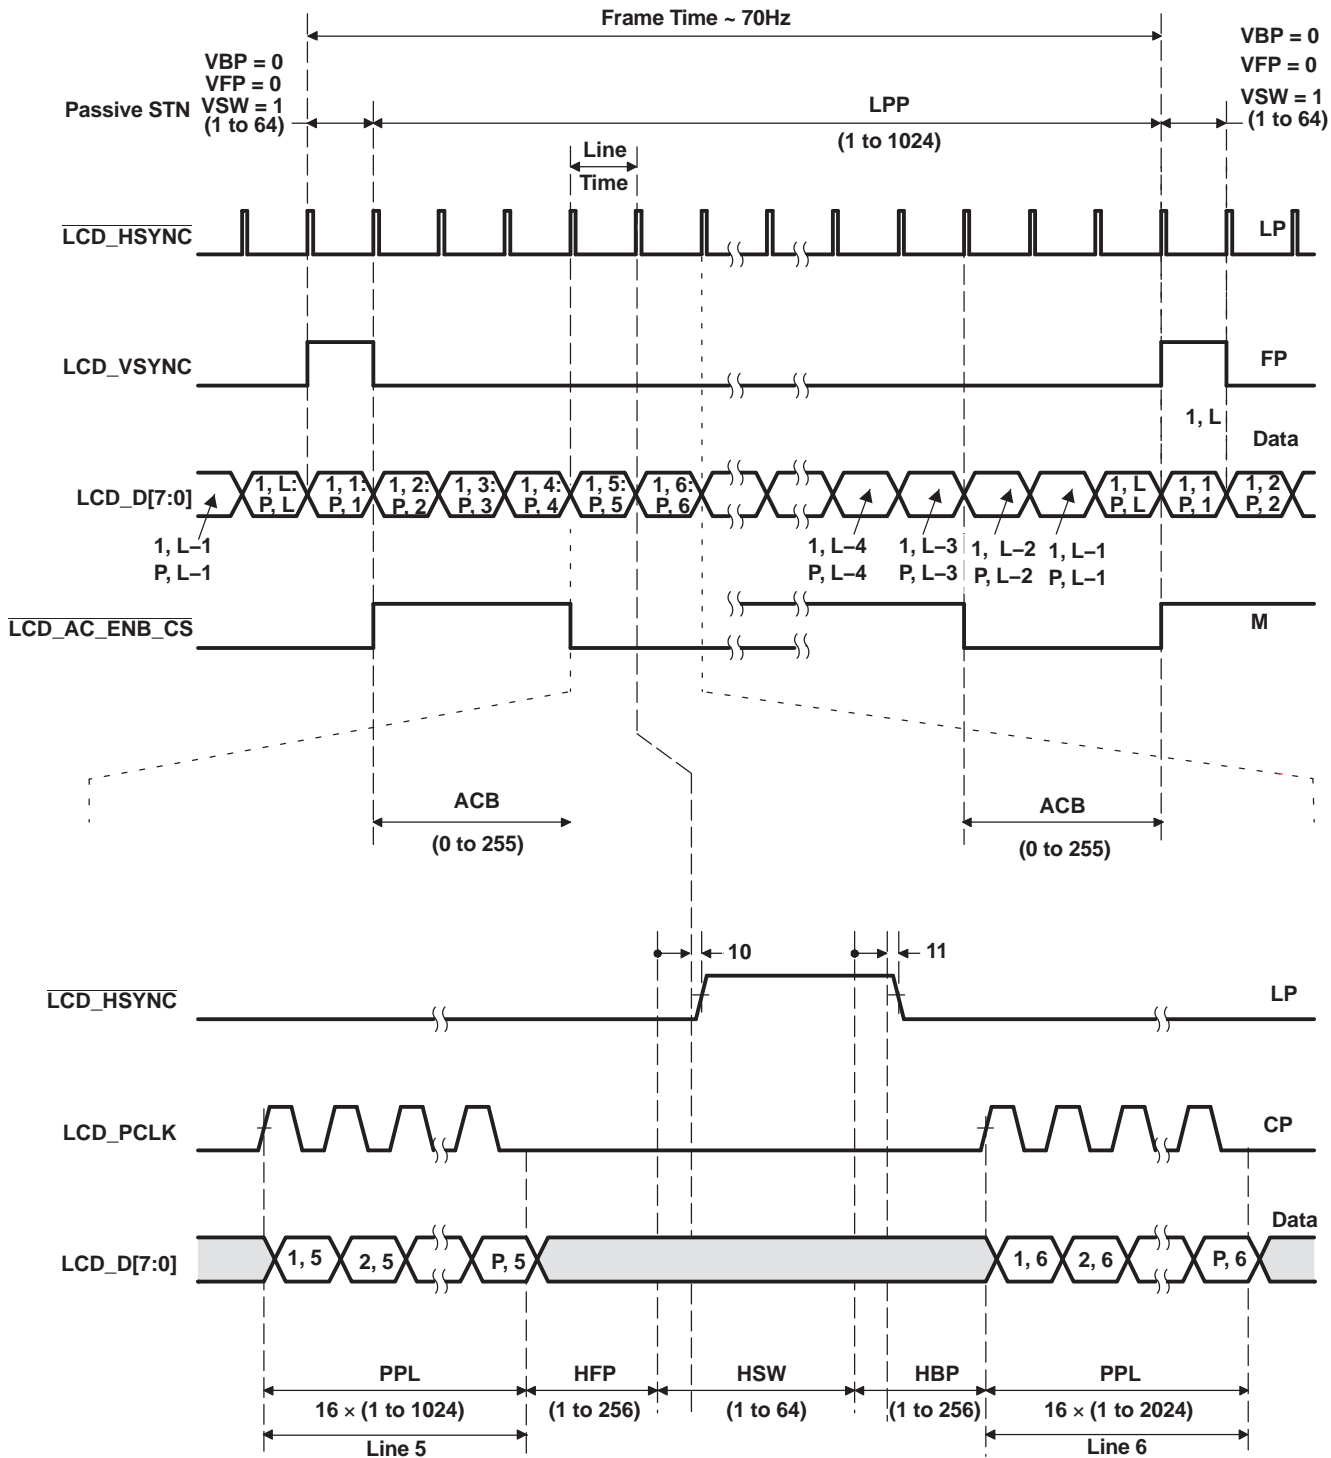 Frame Time ~ 70Hz
VBP = 0
VFP = 0
VSW = 1
(1 to 64)
VBP = 0
VFP = 0
VSW = 1
(1 to 64)
Passive STN
LPP
(1 to 1024)
Line
Time
LCD_HSYNC
LP
LCD_VSYNC
FP
1, L
Data
LCD_D[7:0]
1, L:
P, L
1, 1:
P, 1
1, 2:
P, 2
1, 3:
P, 3
1, 4:
P, 4
1, 5:
P, 5
1, 6:
P, 6
1, L
P, L
1, 1
P, 1
1, 2
P, 2
1, L–1
P, L–1
1, L–4
P, L–4
1, L–3
P, L–3
1, L–2
P, L–2
1, L–1
P, L–1
LCD_AC_ENB_CS
M
ACB
(0 to 255)
ACB
(0 to 255)
10
11
LCD_HSYNC
LP
LCD_PCLK
CP
Data
LCD_D[7:0]
1, 5
2, 5
P, 5
1, 6
2, 6
P, 6
PPL
HFP
HSW
HBP
PPL
16 × (1 to 1024)
(1 to 256)
(1 to 64)
(1 to 256)
16 × (1 to 2024)
Line 5
Line 6